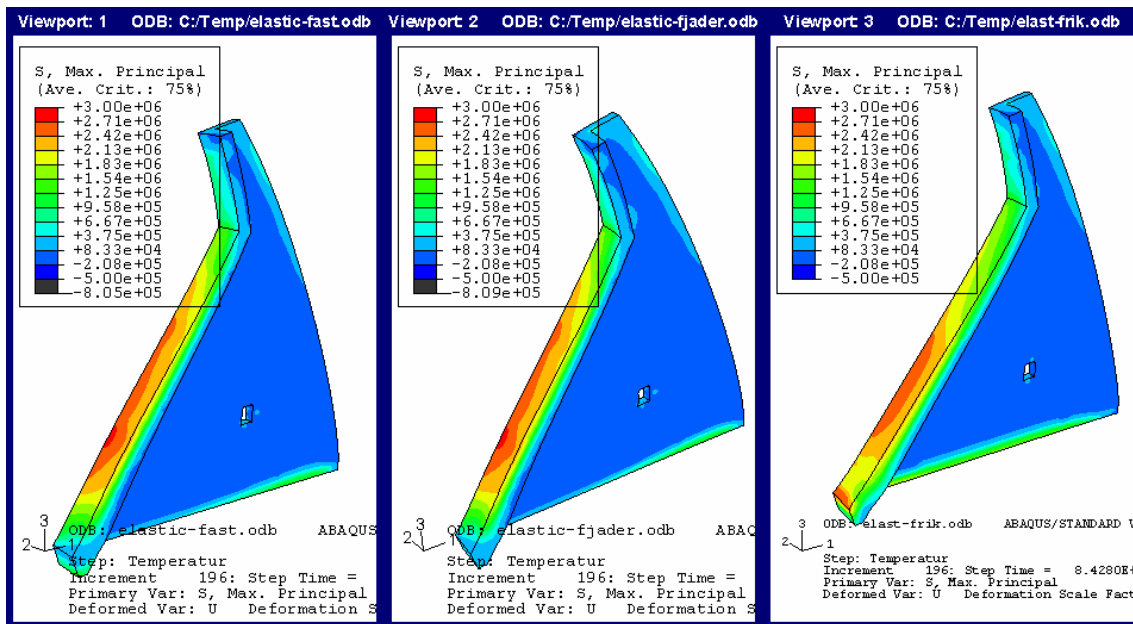 Viewport: 1 ODB: C:/Temp/elastic-fast.odb
S, Max. Principal
(Ave. Crit.: 75%)
+3.00e+06
+2.71e+06
+2.42e+06
+2.13e+06
+1.83e+06
+1.54e+06
+1.25e+06
+9.58e+05
+6.67e+05
+3.75e+05
+8.33e+04
-2.08e+05
-5.00e+05
-8.05e+05
3
2
1
ODB: elastic-fast.odb ABAQUS
Step: Temperatur
Increment 196: Step Time =
Primary Var: S, Max. Principal
Deformed Var: U Deformation S
Viewport: 2 ODB: C:/Temp/elastic-fjader.odb
S, Max. Principal
(Ave. Crit.: 75%)
+3.00e+06
+2.71e+06
+2.42e+06
+2.13e+06
+1.83e+06
+1.54e+06
+1.25e+06
+9.58e+05
+6.67e+05
+3.75e+05
+8.33e+04
-2.08e+05
-5.00e+05
-8.09e+05
3
2
1
ODB: elastic-fjader.odb ABAQ
Step: Temperatur
Increment 196: Step Time =
Primary Var: S, Max. Principal
Deformed Var: U Deformation
Viewport: 3 ODB: C:/Temp/elast-frik.odb
S, Max. Principal
(Ave. Crit.: 75%)
+3.00e+06
+2.71e+06
+2.42e+06
+2.13e+06
+1.83e+06
+1.54e+06
+1.25e+06
+9.58e+05
+6.67e+05
+3.75e+05
+8.33e+04
-2.08e+05
-5.00e+05
3
2
1
ODB: elast-frik.odb ABAQUS/STANDARD V
Step: Temperatur
Increment 196: Step Time = 8.4280E+
Primary Var: S, Max. Principal
Deformed Var: U Deformation Scale Fact